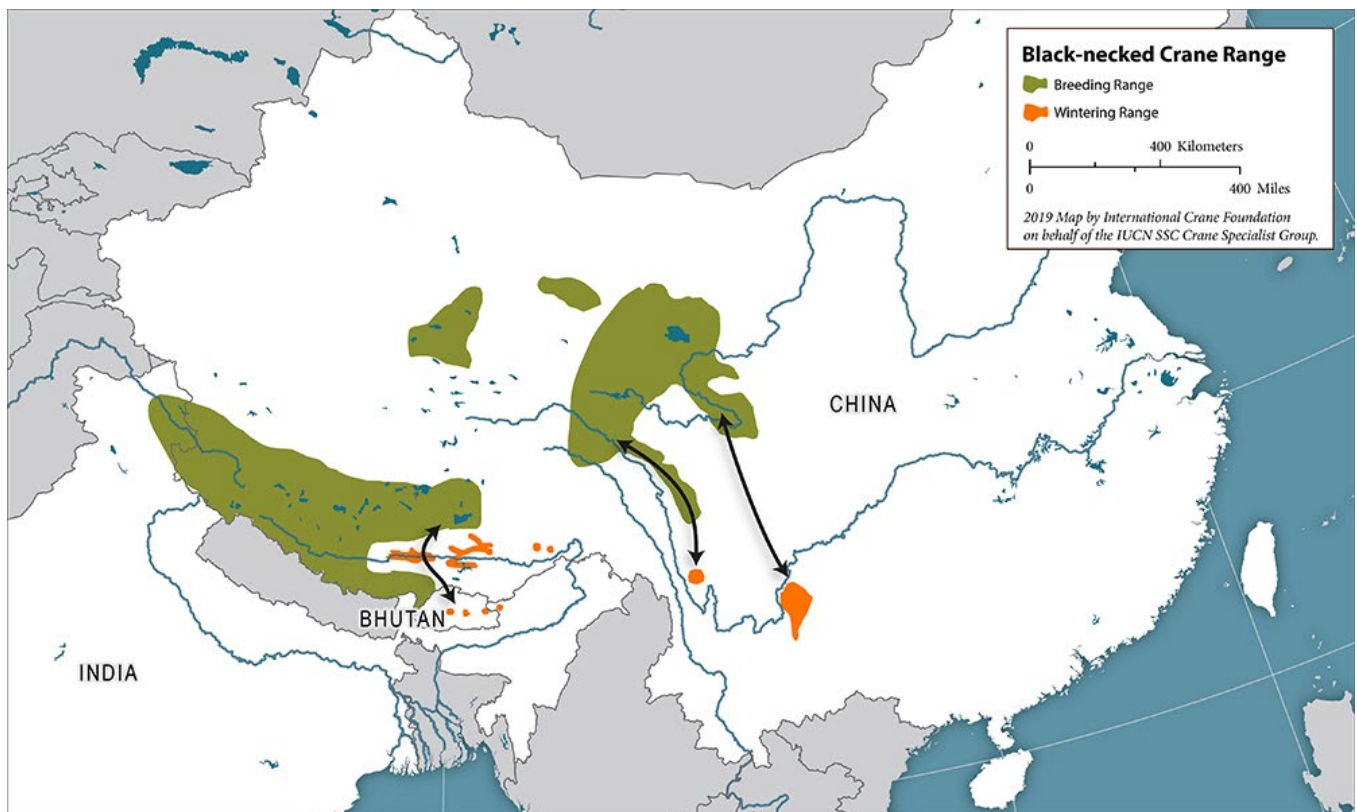 Black-necked Crane Range
Breeding Range
Wintering Range
0 400 Kilometers
0 400 Miles
2019 Map by International Crane Foundation
on behalf of the IUCN SSC Crane Specialist Group.
CHINA
BHUTAN
INDIA